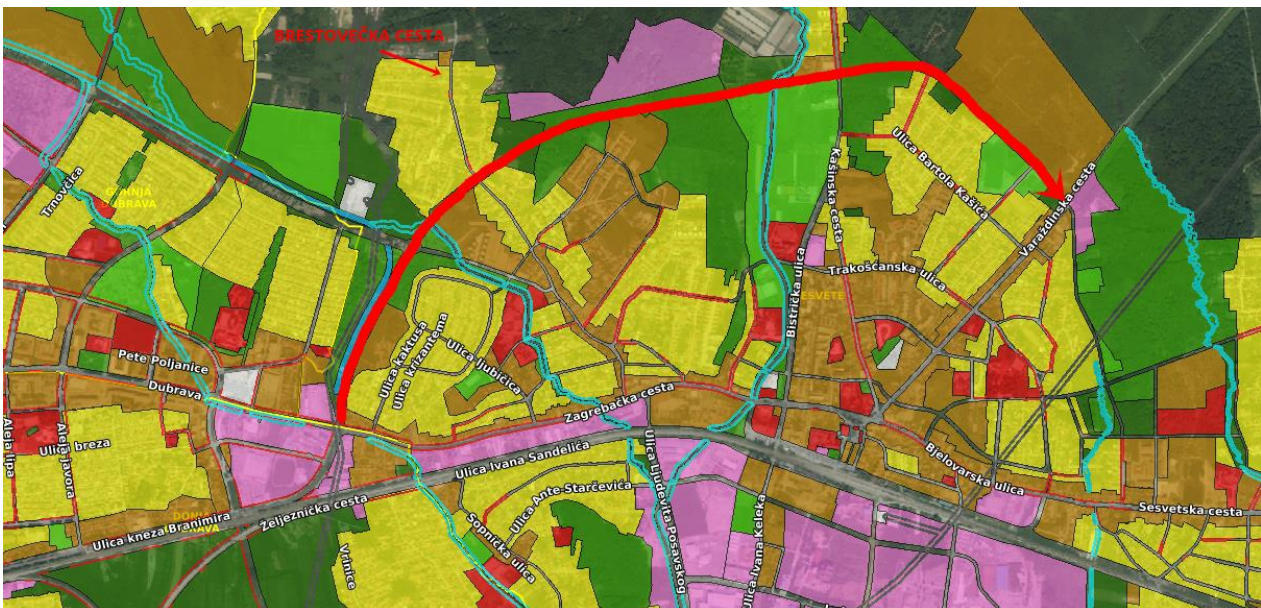 BRESTOVEČKA CESTA
Trnovčica
GORNJA
DUBRAVA
Kašinska cesta
Ulica Bartola Kašića
Varaždinska cesta
Trakošćanska ulica
Bistrička ulica
SESVETE
Ulica kaktusa
Ulica krizantema
Ulica ljubičica
Pete Poljanice
Dubrava
Zagrebačka cesta
Aleja lipa
Ulica breza
Aleja javora
Ulica Ivana Sandelića
Ulica Ljudevita Posavskog
Bjelovarska ulica
Ulica Ante Starčevića
Sesvetska cesta
DONJA
DUBRAVA
Ulica kneza Branimira
Željeznička cesta
Sopnička ulica
Ulica Ivana Keleka
Vrinice